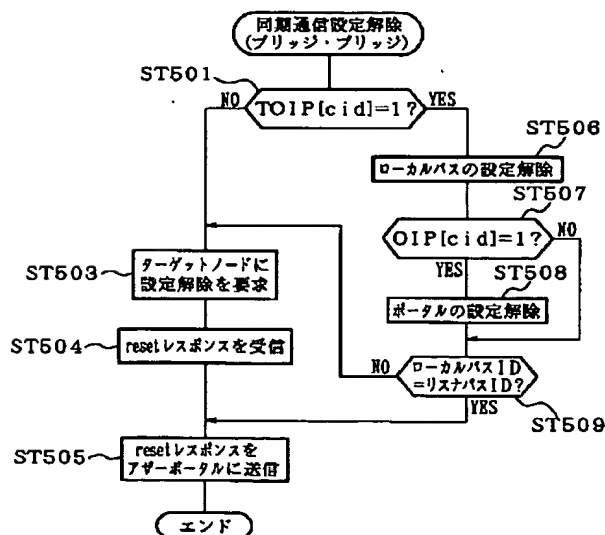 同期通信設定解除
(ブリッジ・ブリッジ)
ST501
TOIP[cid]=1?
NO
YES
ST506
ローカルバスの設定解除
ST507
OIP[cid]=1?
NO
YES
ST508
ポータルの設定解除
ST503
ターゲットノードに
設定解除を要求
ST504
resetレスポンスを受信
ローカルバスID
=リスナバスID?
NO
YES
ST509
ST505
resetレスポンスを
アザーポータルに送信
エンド